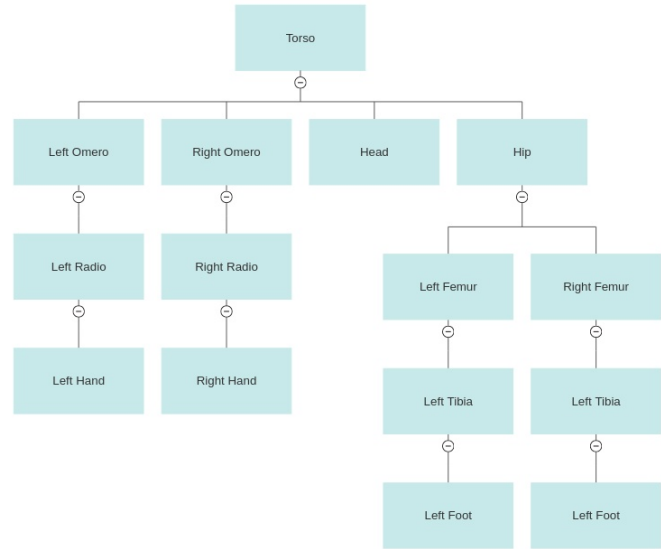 Torso
Left Omero
Right Omero
Head
Hip
Left Radio
Right Radio
Left Femur
Right Femur
Left Hand
Right Hand
Left Tibia
Left Tibia
Left Foot
Left Foot